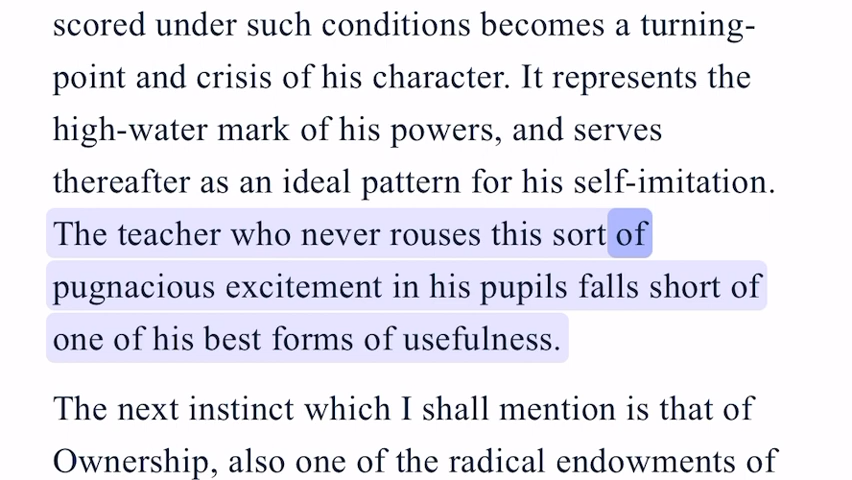 scored under such conditions becomes a turning-
point and crisis of his character. It represents the
high-water mark of his powers, and serves
thereafter as an ideal pattern for his self-imitation.
The teacher who never rouses this sort of
pugnacious excitement in his pupils falls short of
one of his best forms of usefulness.
The next instinct which I shall mention is that of
Ownership, also one of the radical endowments of